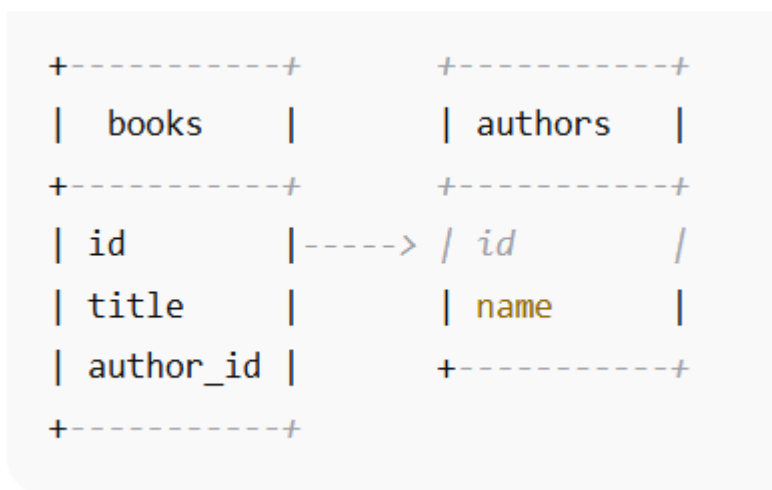 +-----------+       +-----------+
|  books    |       | authors   |
+-----------+       +-----------+
| id        |-----> | id        |
| title     |       | name      |
| author_id |       +-----------+
+-----------+